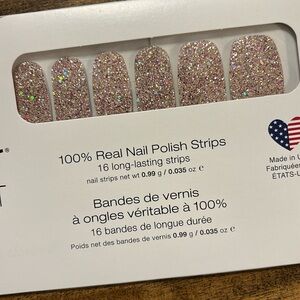 100% Real Nail Polish Strips
16 long-lasting strips
nail strips net wt 0.99 g / 0.035 oz e
Bandes de vernis
à ongles véritable à 100%
16 bandes de longue durée
Poids net des bandes de vernis 0.99 g / 0.035 oz e
Made in
Fabriquée
ÉTATS-U